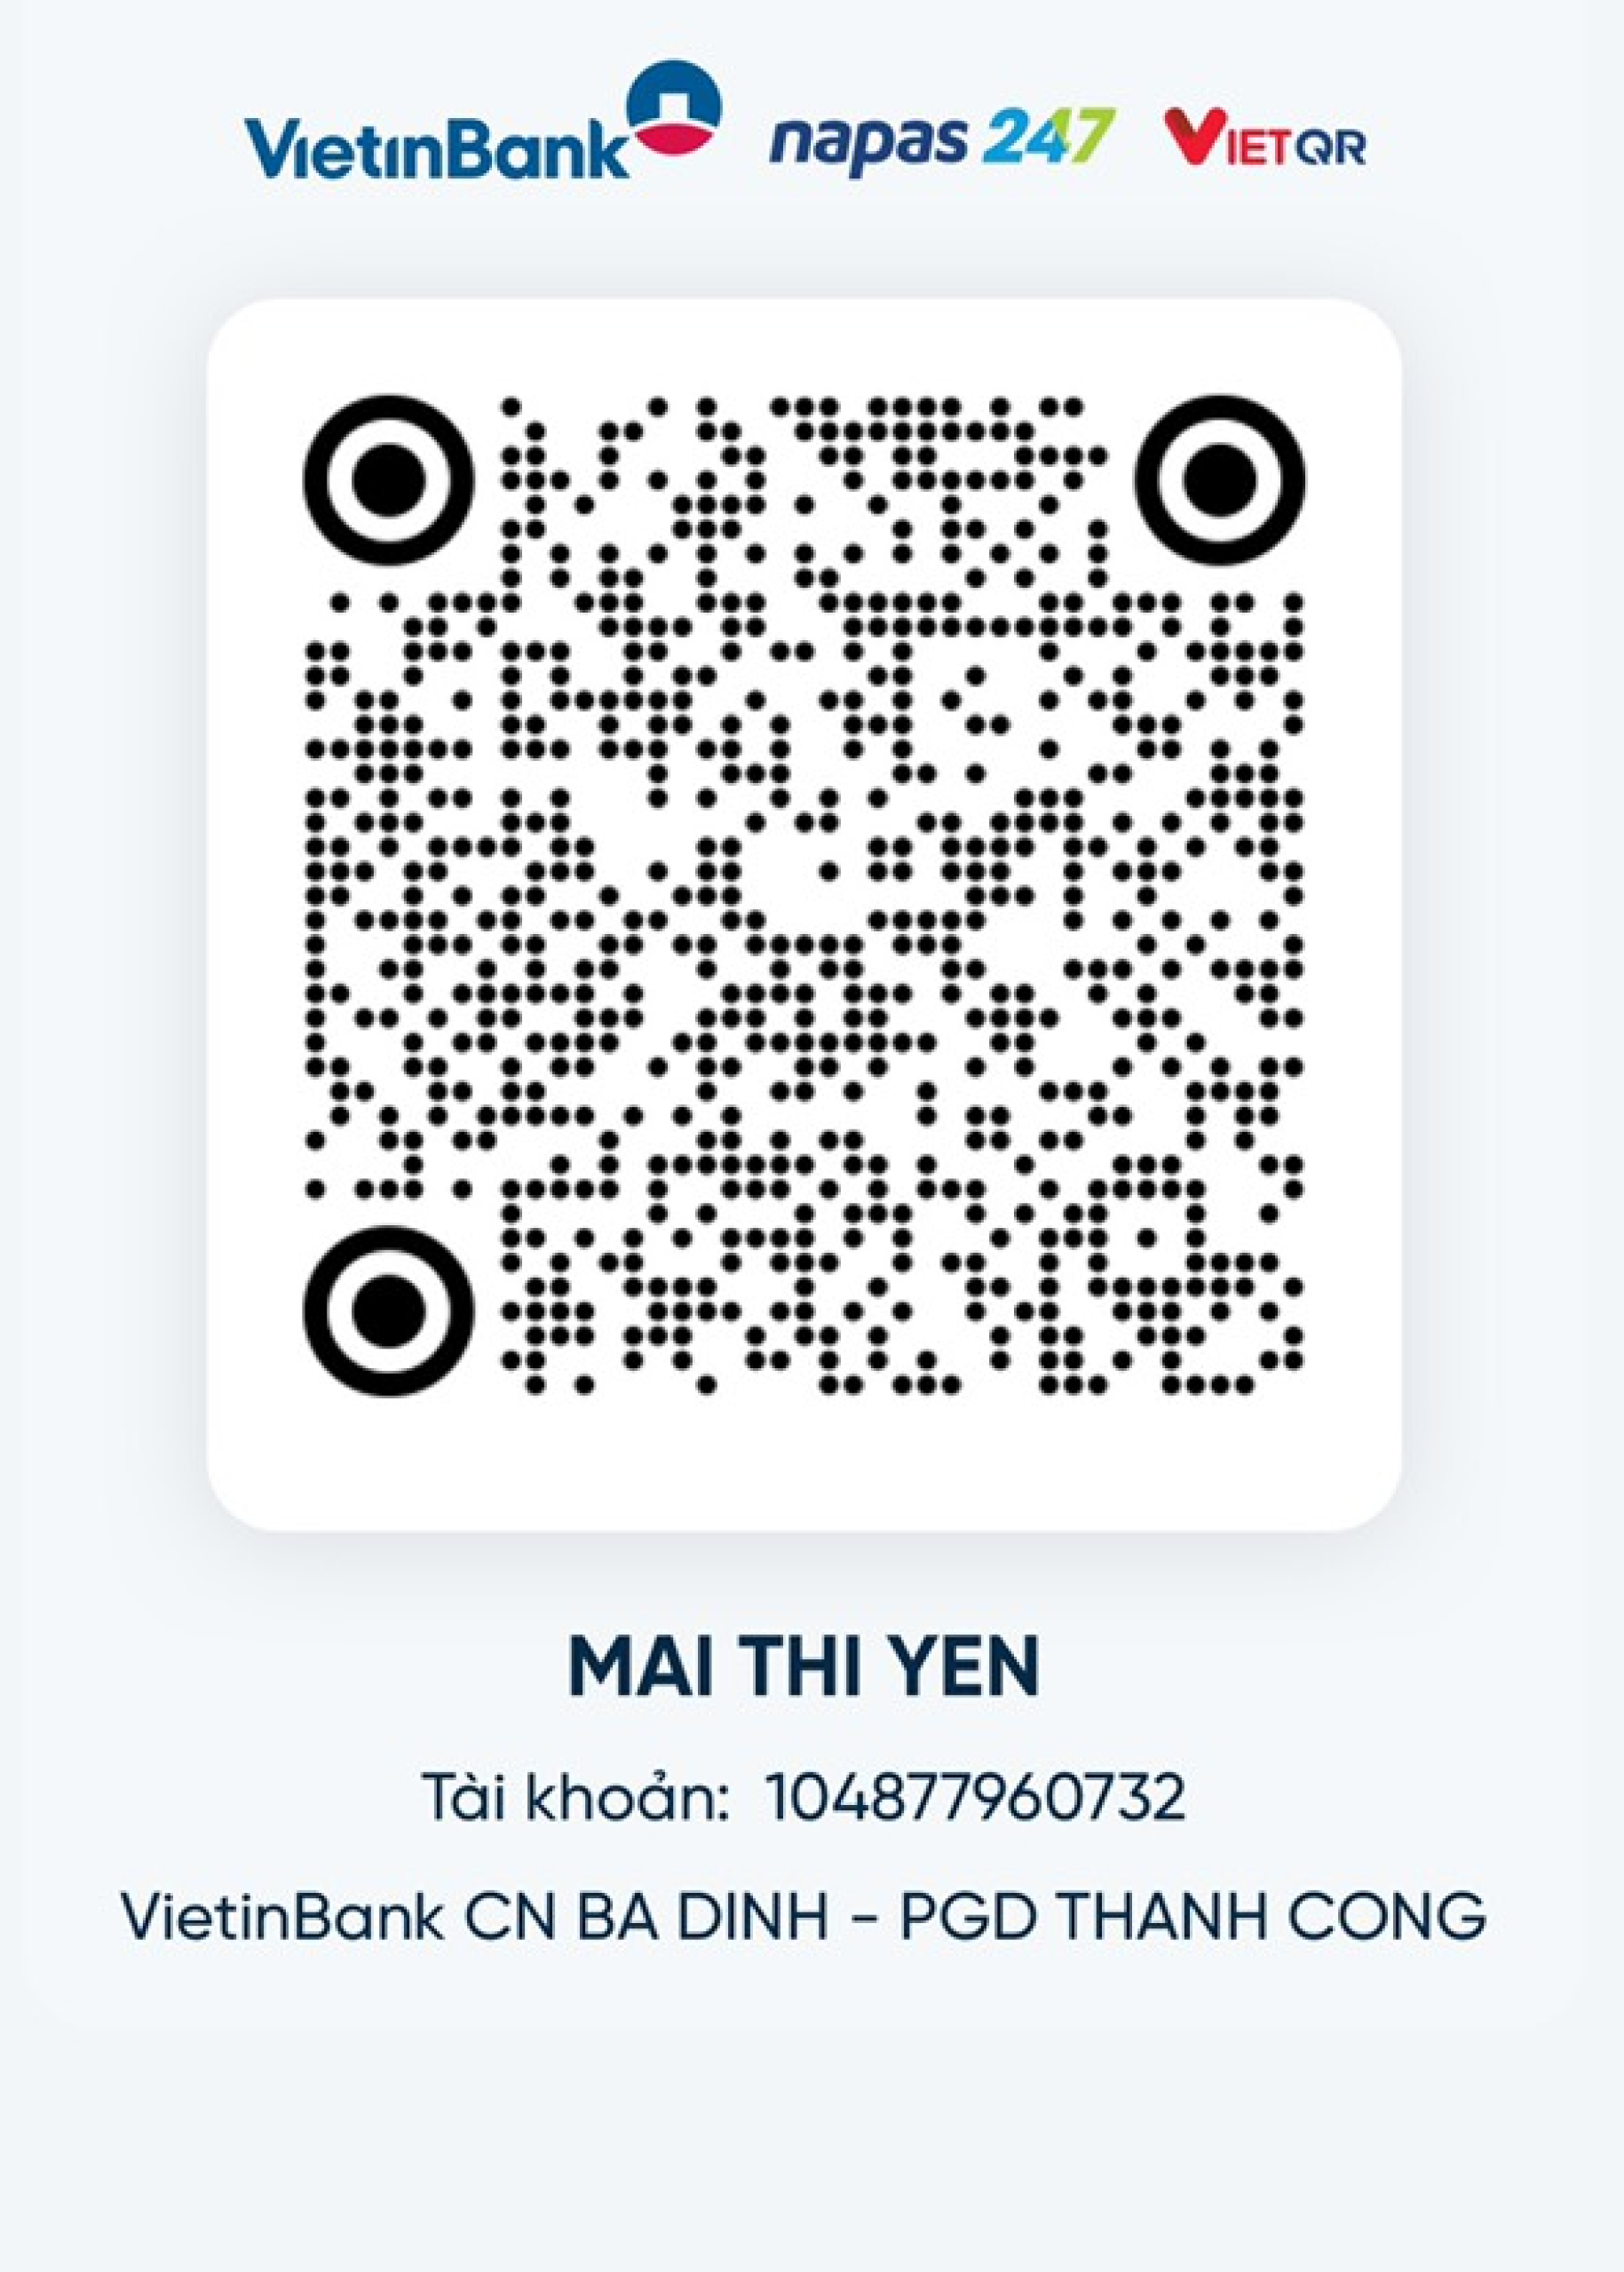 VietinBank napas 247 VIETQR
MAI THI YEN
Tài khoản: 104877960732
VietinBank CN BA DINH - PGD THANH CONG